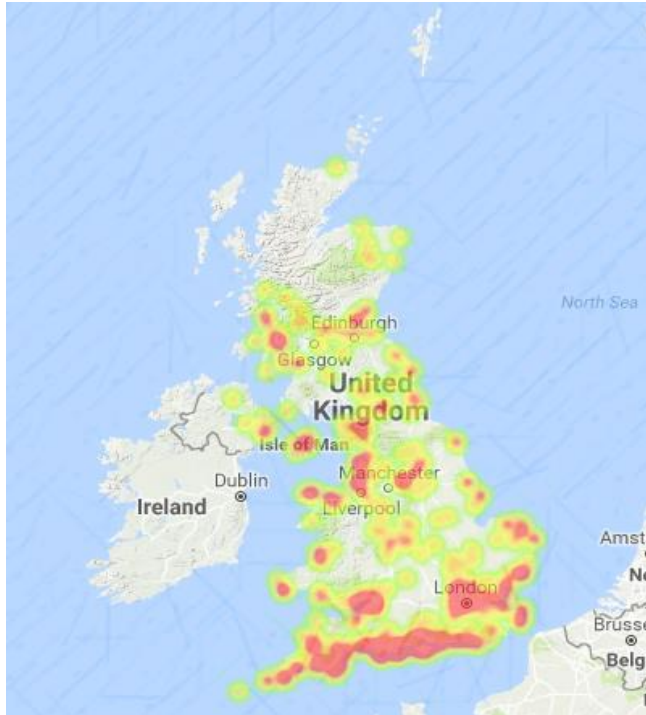 North Sea
Edinburgh
Glasgow
United
Kingdom
Isle of Man
Manchester
Dublin
Ireland
Liverpool
Amst
Ne
London
Brusse
Belg